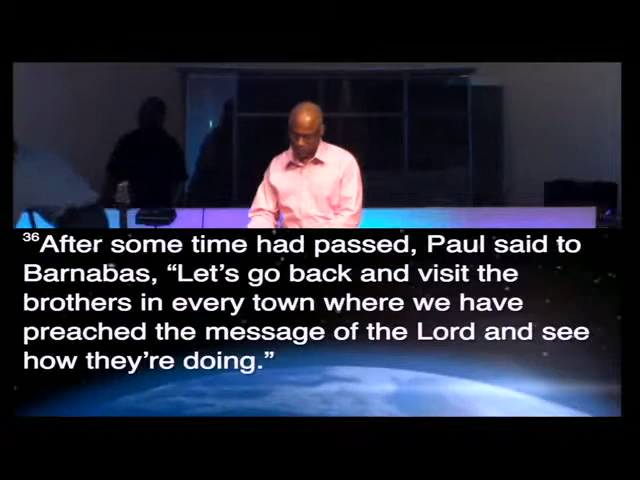 36After some time had passed, Paul said to
Barnabas, “Let’s go back and visit the
brothers in every town where we have
preached the message of the Lord and see
how they’re doing.”